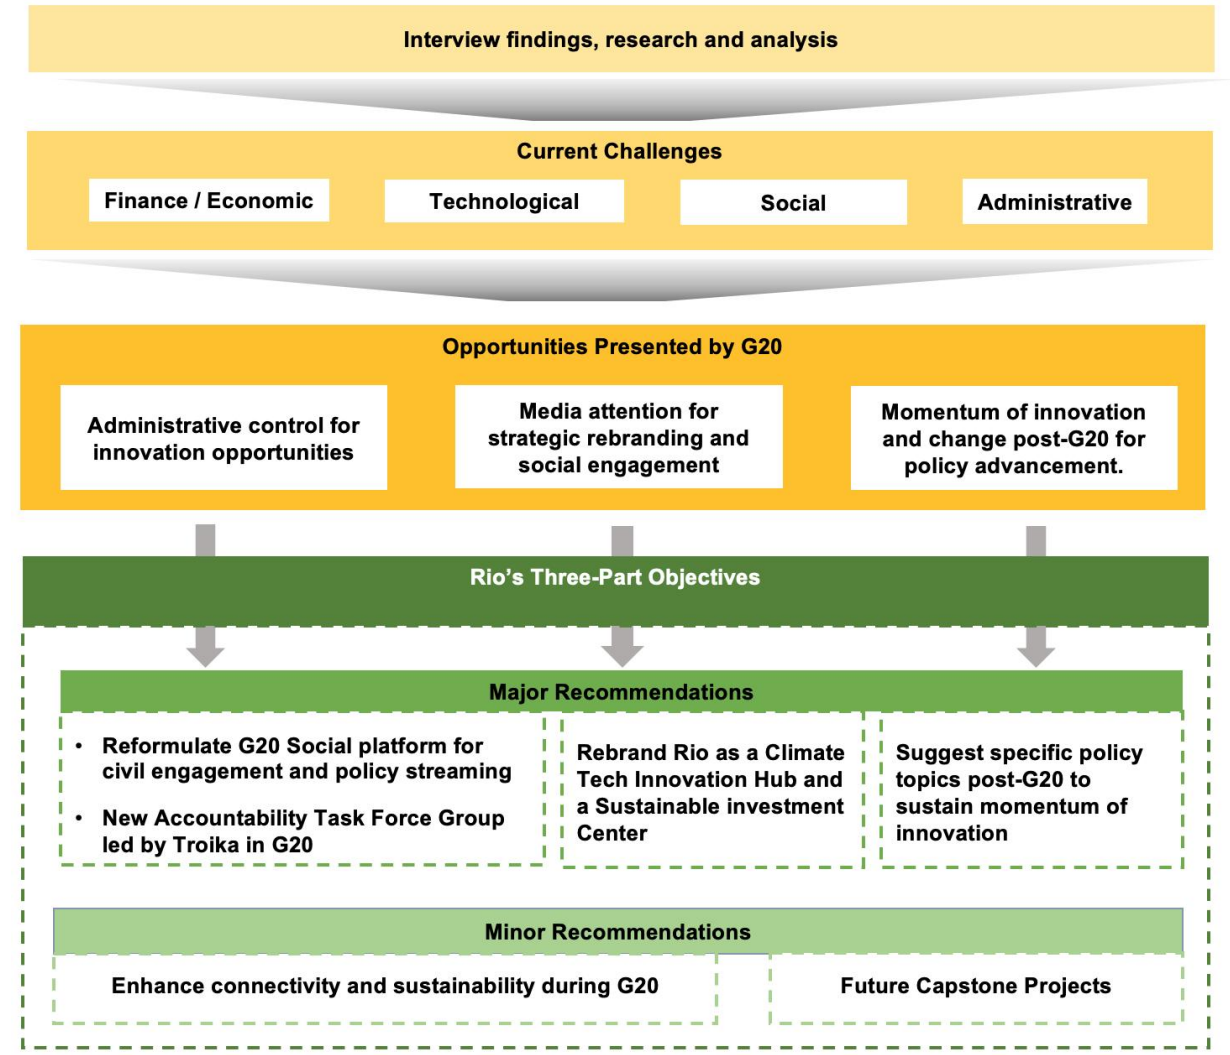 Interview findings, research and analysis
Current Challenges
Finance / Economic
Technological
Social
Administrative
Opportunities Presented by G20
Administrative control for
innovation opportunities
Media attention for
strategic rebranding and
social engagement
Momentum of innovation
and change post-G20 for
policy advancement.
Rio’s Three-Part Objectives
Major Recommendations
• Reformulate G20 Social platform for
civil engagement and policy streaming
• New Accountability Task Force Group
led by Troika in G20
Rebrand Rio as a Climate
Tech Innovation Hub and
a Sustainable investment
Center
Suggest specific policy
topics post-G20 to
sustain momentum of
innovation
Minor Recommendations
Enhance connectivity and sustainability during G20
Future Capstone Projects